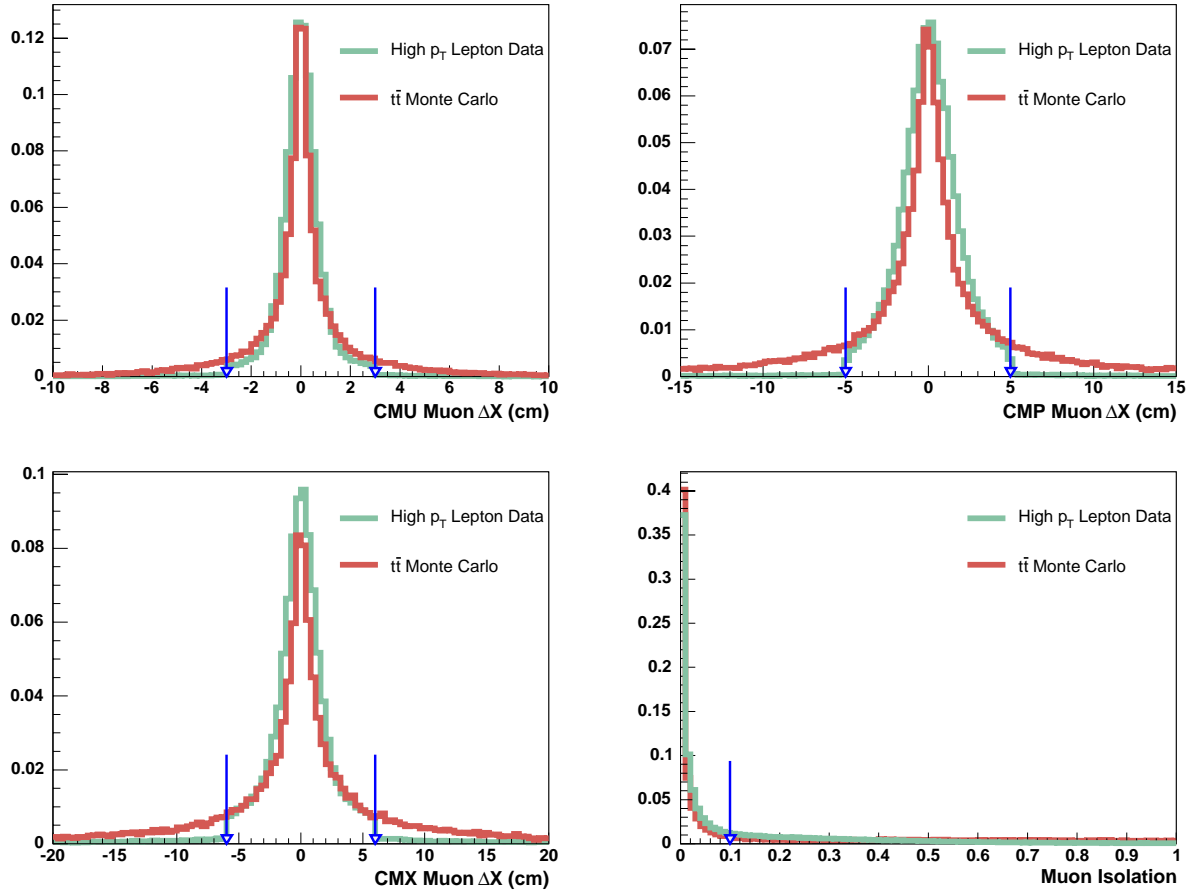 0.12
0.1
0.08
0.06
0.04
0.02
0
-10 -8 -6 -4 -2 0 2 4 6 8 10
High pT Lepton Data
tt̄ Monte Carlo
CMU Muon ΔX (cm)
0.07
0.06
0.05
0.04
0.03
0.02
0.01
0
-15 -10 -5 0 5 10 15
High pT Lepton Data
tt̄ Monte Carlo
CMP Muon ΔX (cm)
0.1
0.08
0.06
0.04
0.02
0
-20 -15 -10 -5 0 5 10 15 20
High pT Lepton Data
tt̄ Monte Carlo
CMX Muon ΔX (cm)
0.4
0.35
0.3
0.25
0.2
0.15
0.1
0.05
0
0 0.1 0.2 0.3 0.4 0.5 0.6 0.7 0.8 0.9 1
High pT Lepton Data
tt̄ Monte Carlo
Muon Isolation